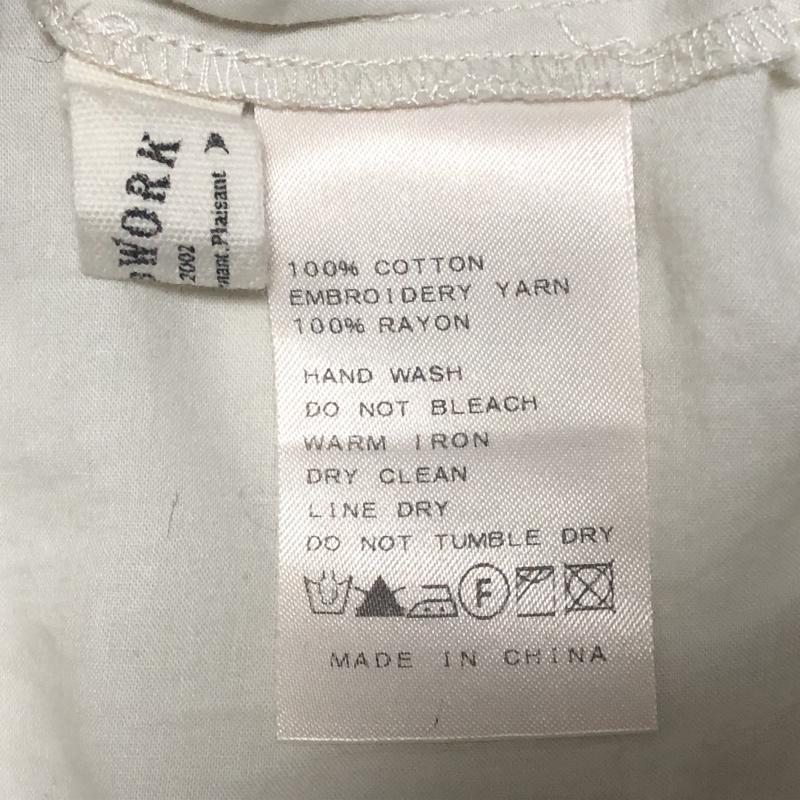 WORK
2002
Plaisant
100% COTTON
EMBROIDERY YARN
100% RAYON
HAND WASH
DO NOT BLEACH
WARM IRON
DRY CLEAN
LINE DRY
DO NOT TUMBLE DRY
F
MADE IN CHINA